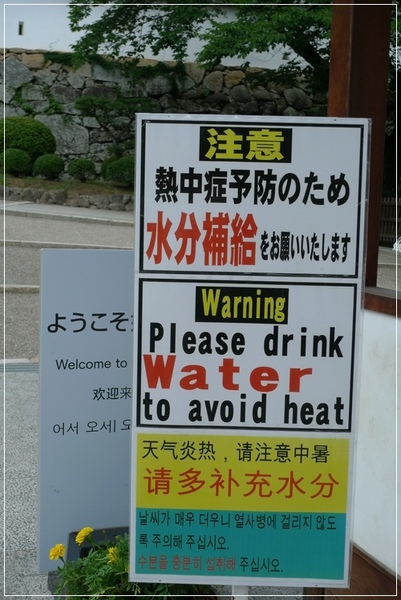 注意
熱中症予防のため
水分補給をお願いいたします
Warning
Please drink
Water
to avoid heat
天气炎热，请注意中暑
请多补充水分
날씨가 매우 더우니 열사병에 걸리지 않도
록 주의해 주십시오.
수분을 충분히 섭취해 주십시오.
ようこそ
Welcome to
欢迎来
어서 오세